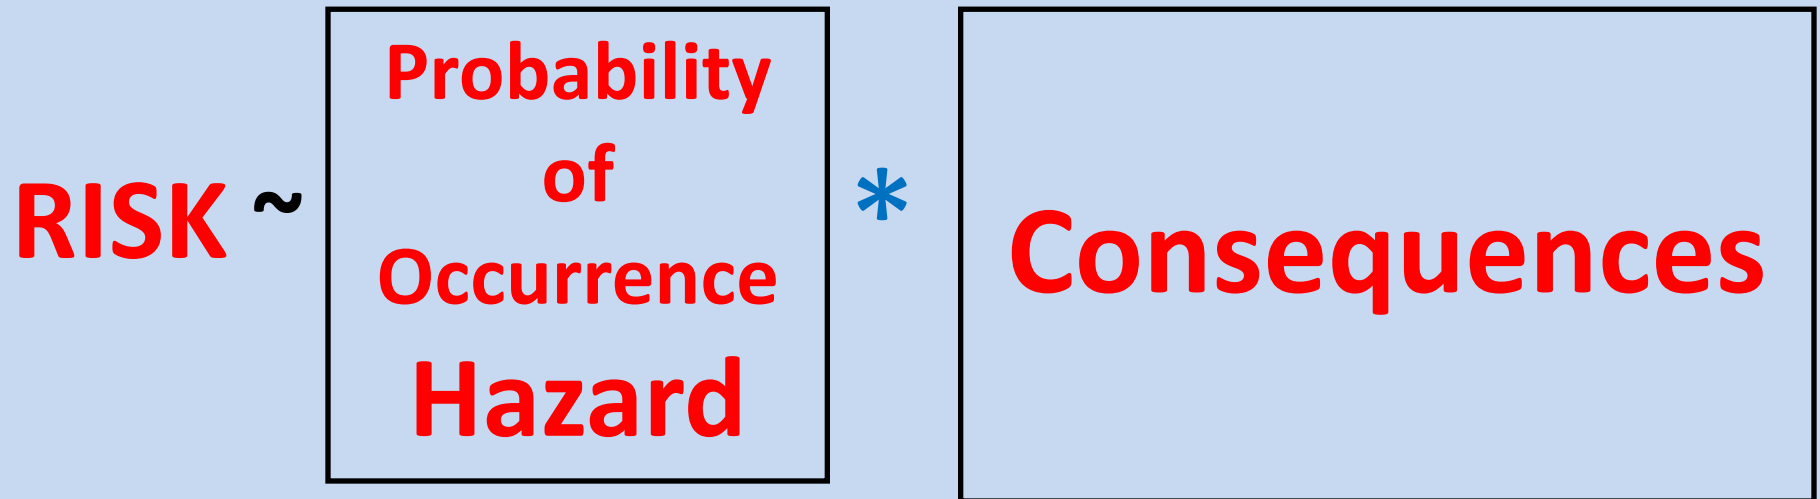 RISK ~
Probability
of
Occurrence
Hazard
*
Consequences